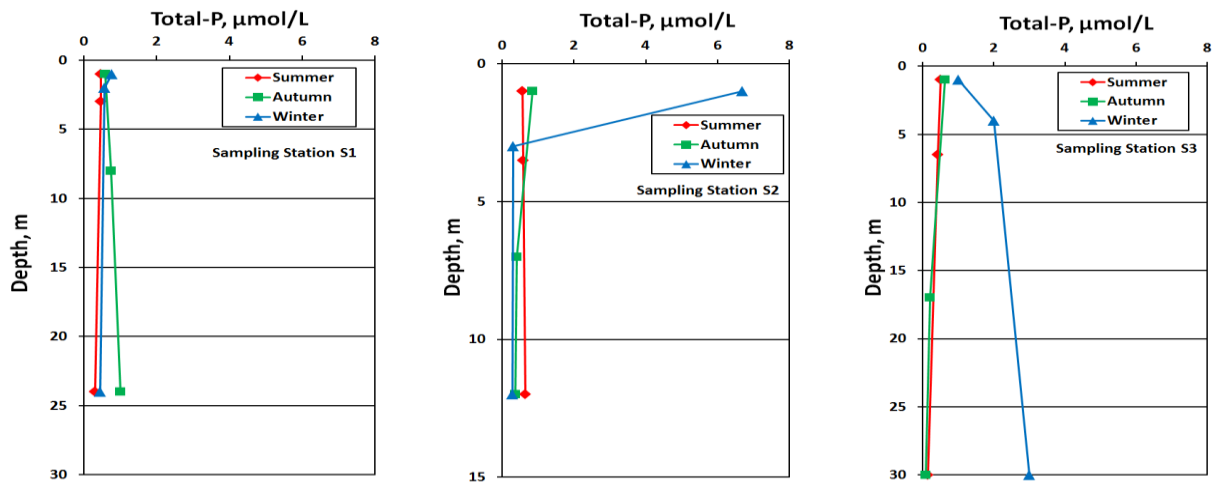 Total-P, µmol/L
0 2 4 6 8
0
5
10
15
20
25
30
Depth, m
Summer
Autumn
Winter
Sampling Station S1
Total-P, µmol/L
0 2 4 6 8
0
5
10
15
Depth, m
Summer
Autumn
Winter
Sampling Station S2
Total-P, µmol/L
0 2 4 6 8
0
5
10
15
20
25
30
Depth, m
Summer
Autumn
Winter
Sampling Station S3